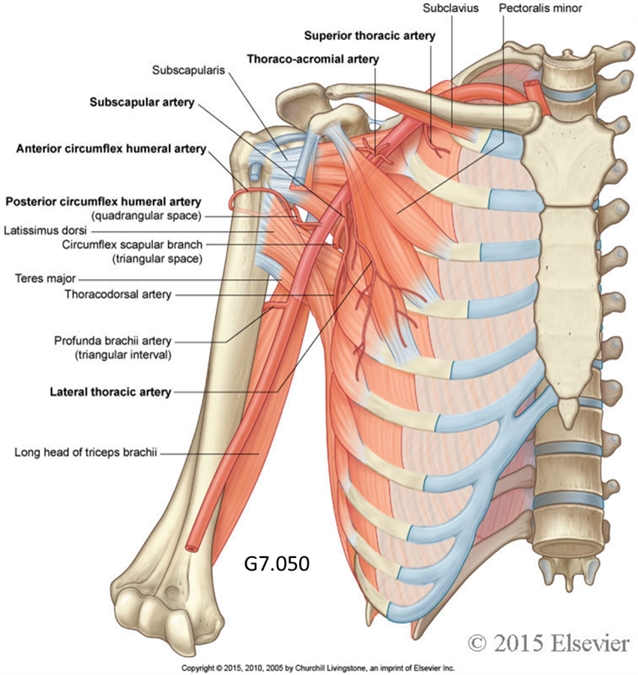 Subclavius
Pectoralis minor
Superior thoracic artery
Thoraco-acromial artery
Subscapularis
Subscapular artery
Anterior circumflex humeral artery
Posterior circumflex humeral artery
(quadrangular space)
Latissimus dorsi
Circumflex scapular branch
(triangular space)
Teres major
Thoracodorsal artery
Profunda brachii artery
(triangular interval)
Lateral thoracic artery
Long head of triceps brachii
G7.050
© 2015 Elsevier
Copyright © 2015, 2010, 2005 by Churchill Livingstone, an imprint of Elsevier Inc.